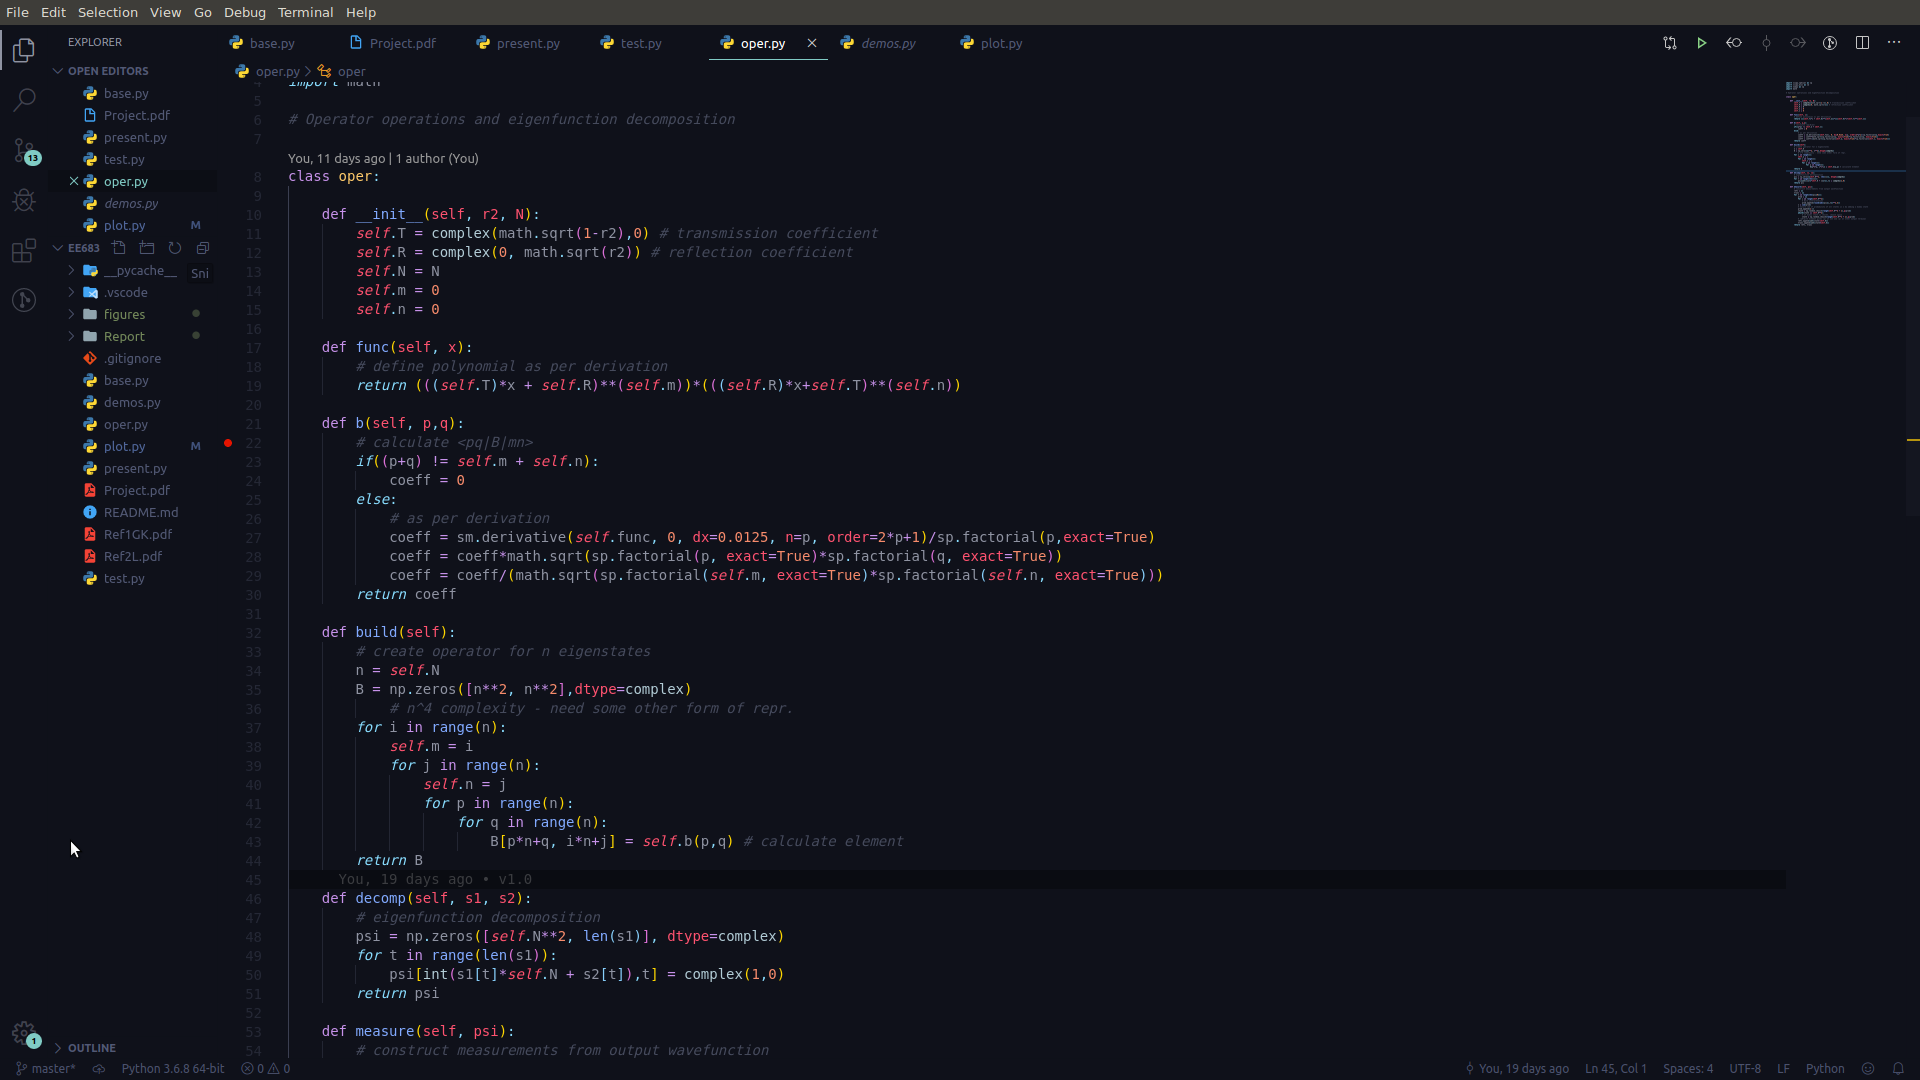 File Edit Selection View Go Debug Terminal Help
EXPLORER
OPEN EDITORS
base.py
Project.pdf
present.py
test.py
oper.py
demos.py
plot.py M
EE683
__pycache__
Sni
.vscode
figures
Report
.gitignore
base.py
demos.py
oper.py
plot.py M
present.py
Project.pdf
README.md
Ref1GK.pdf
Ref2L.pdf
test.py
OUTLINE
13
1
base.py Project.pdf present.py test.py oper.py demos.py plot.py
oper.py > oper
4 import math
5
6 # Operator operations and eigenfunction decomposition
7
You, 11 days ago | 1 author (You)
8 class oper:
9
10 def __init__(self, r2, N):
11 self.T = complex(math.sqrt(1-r2),0) # transmission coefficient
12 self.R = complex(0, math.sqrt(r2)) # reflection coefficient
13 self.N = N
14 self.m = 0
15 self.n = 0
16
17 def func(self, x):
18 # define polynomial as per derivation
19 return (((self.T)*x + self.R)**(self.m))*(((self.R)*x+self.T)**(self.n))
20
21 def b(self, p,q):
22 # calculate <pq|B|mn>
23 if((p+q) != self.m + self.n):
24 coeff = 0
25 else:
26 # as per derivation
27 coeff = sm.derivative(self.func, 0, dx=0.0125, n=p, order=2*p+1)/sp.factorial(p,exact=True)
28 coeff = coeff*math.sqrt(sp.factorial(p, exact=True)*sp.factorial(q, exact=True))
29 coeff = coeff/(math.sqrt(sp.factorial(self.m, exact=True)*sp.factorial(self.n, exact=True)))
30 return coeff
31
32 def build(self):
33 # create operator for n eigenstates
34 n = self.N
35 B = np.zeros([n**2, n**2],dtype=complex)
36 # n^4 complexity - need some other form of repr.
37 for i in range(n):
38 self.m = i
39 for j in range(n):
40 self.n = j
41 for p in range(n):
42 for q in range(n):
43 B[p*n+q, i*n+j] = self.b(p,q) # calculate element
44 return B
45 You, 19 days ago • v1.0
46 def decomp(self, s1, s2):
47 # eigenfunction decomposition
48 psi = np.zeros([self.N**2, len(s1)], dtype=complex)
49 for t in range(len(s1)):
50 psi[int(s1[t]*self.N + s2[t]),t] = complex(1,0)
51 return psi
52
53 def measure(self, psi):
54 # construct measurements from output wavefunction
master* Python 3.6.8 64-bit 0 0 You, 19 days ago Ln 45, Col 1 Spaces: 4 UTF-8 LF Python